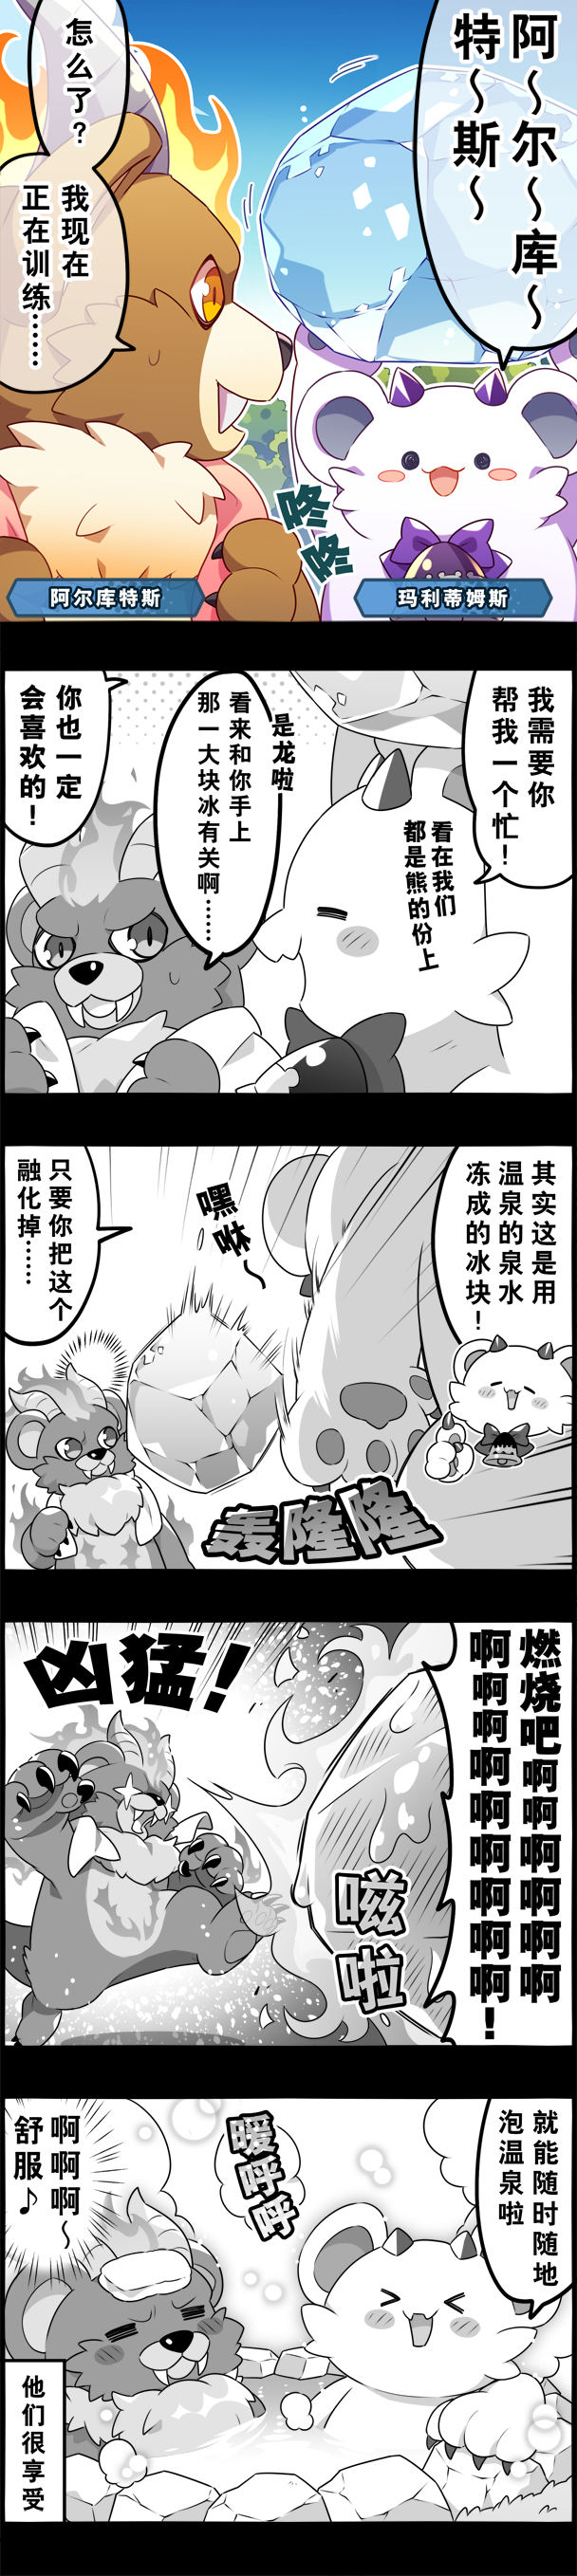 阿～尔～库～
特～斯～
怎么了？
我现在
正在训练……
咚
咚
阿尔库特斯
玛利蒂姆斯
我需要你
帮我一个忙！
看在我们
都是熊的份上
是龙啦
看来和你手上
那一大块冰有关啊……
你也一定
会喜欢的！
其实这是用
温泉的泉水
冻成的冰块！
嘿咻～
只要你把这个
融化掉……
轰隆隆
燃烧吧啊啊啊啊啊啊啊啊
啊啊啊啊啊啊啊啊啊啊啊！
凶猛！
嗞
啦
就能随时随地
泡温泉啦
暖呼呼
啊啊啊～
舒服♪
他们很享受